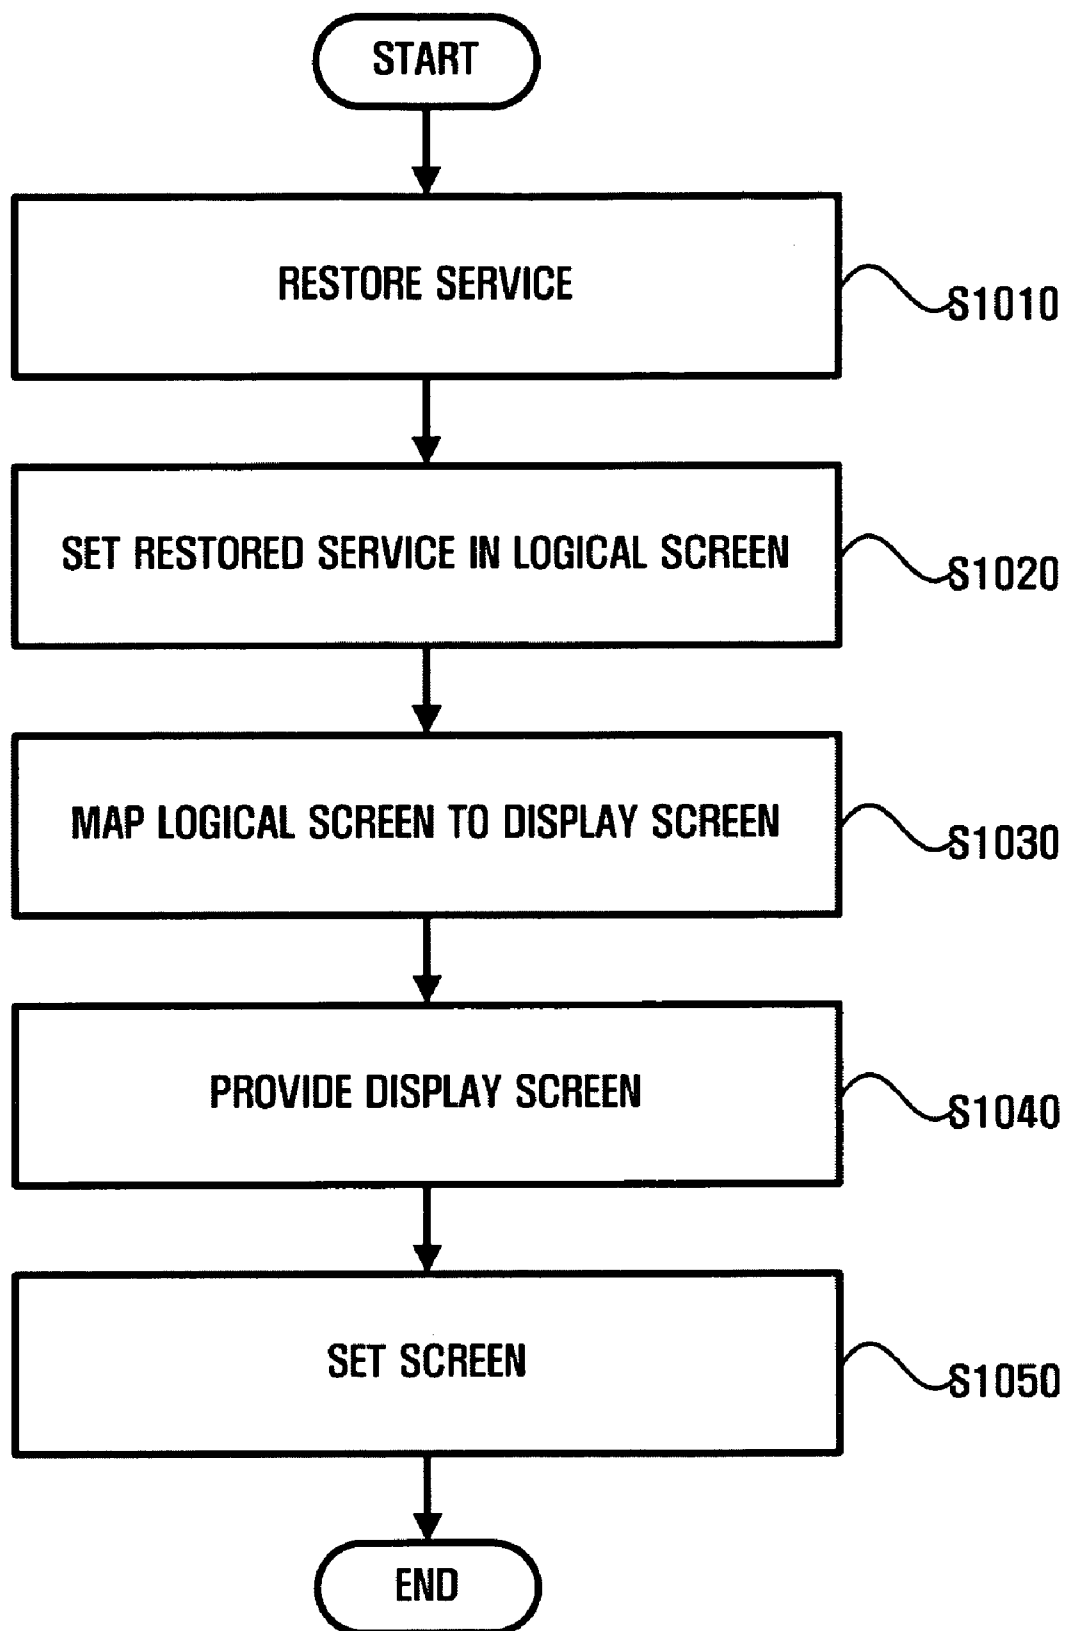 START
RESTORE SERVICE
S1010
SET RESTORED SERVICE IN LOGICAL SCREEN
S1020
MAP LOGICAL SCREEN TO DISPLAY SCREEN
S1030
PROVIDE DISPLAY SCREEN
S1040
SET SCREEN
S1050
END